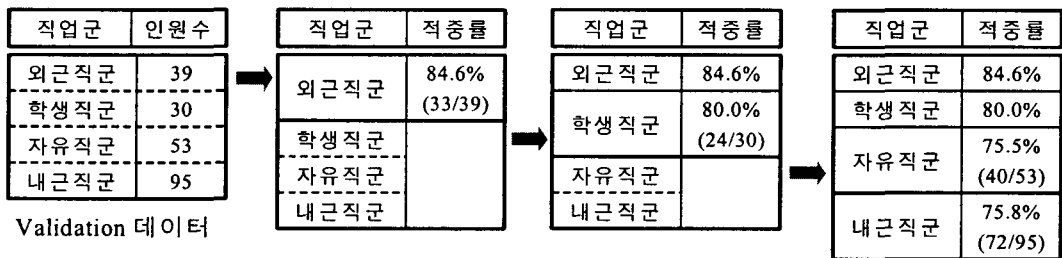 직업군 인원수
외근직군 39
학생직군 30
자유직군 53
내근직군 95
Validation 데이터
직업군 적중률
외근직군 84.6%
(33/39)
학생직군
자유직군
내근직군
직업군 적중률
외근직군 84.6%
학생직군 80.0%
(24/30)
자유직군
내근직군
직업군 적중률
외근직군 84.6%
학생직군 80.0%
자유직군 75.5%
(40/53)
내근직군 75.8%
(72/95)